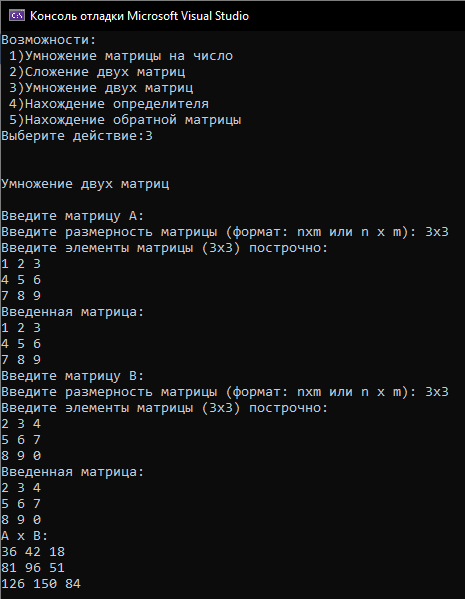 Консоль отладки Microsoft Visual Studio
Возможности:
 1)Умножение матрицы на число
 2)Сложение двух матриц
 3)Умножение двух матриц
 4)Нахождение определителя
 5)Нахождение обратной матрицы
Выберите действие:3
Умножение двух матриц
Введите матрицу A:
Введите размерность матрицы (формат: nxm или n x m): 3x3
Введите элементы матрицы (3x3) построчно:
1 2 3
4 5 6
7 8 9
Введенная матрица:
1 2 3
4 5 6
7 8 9
Введите матрицу B:
Введите размерность матрицы (формат: nxm или n x m): 3x3
Введите элементы матрицы (3x3) построчно:
2 3 4
5 6 7
8 9 0
Введенная матрица:
2 3 4
5 6 7
8 9 0
A x B:
36 42 18
81 96 51
126 150 84